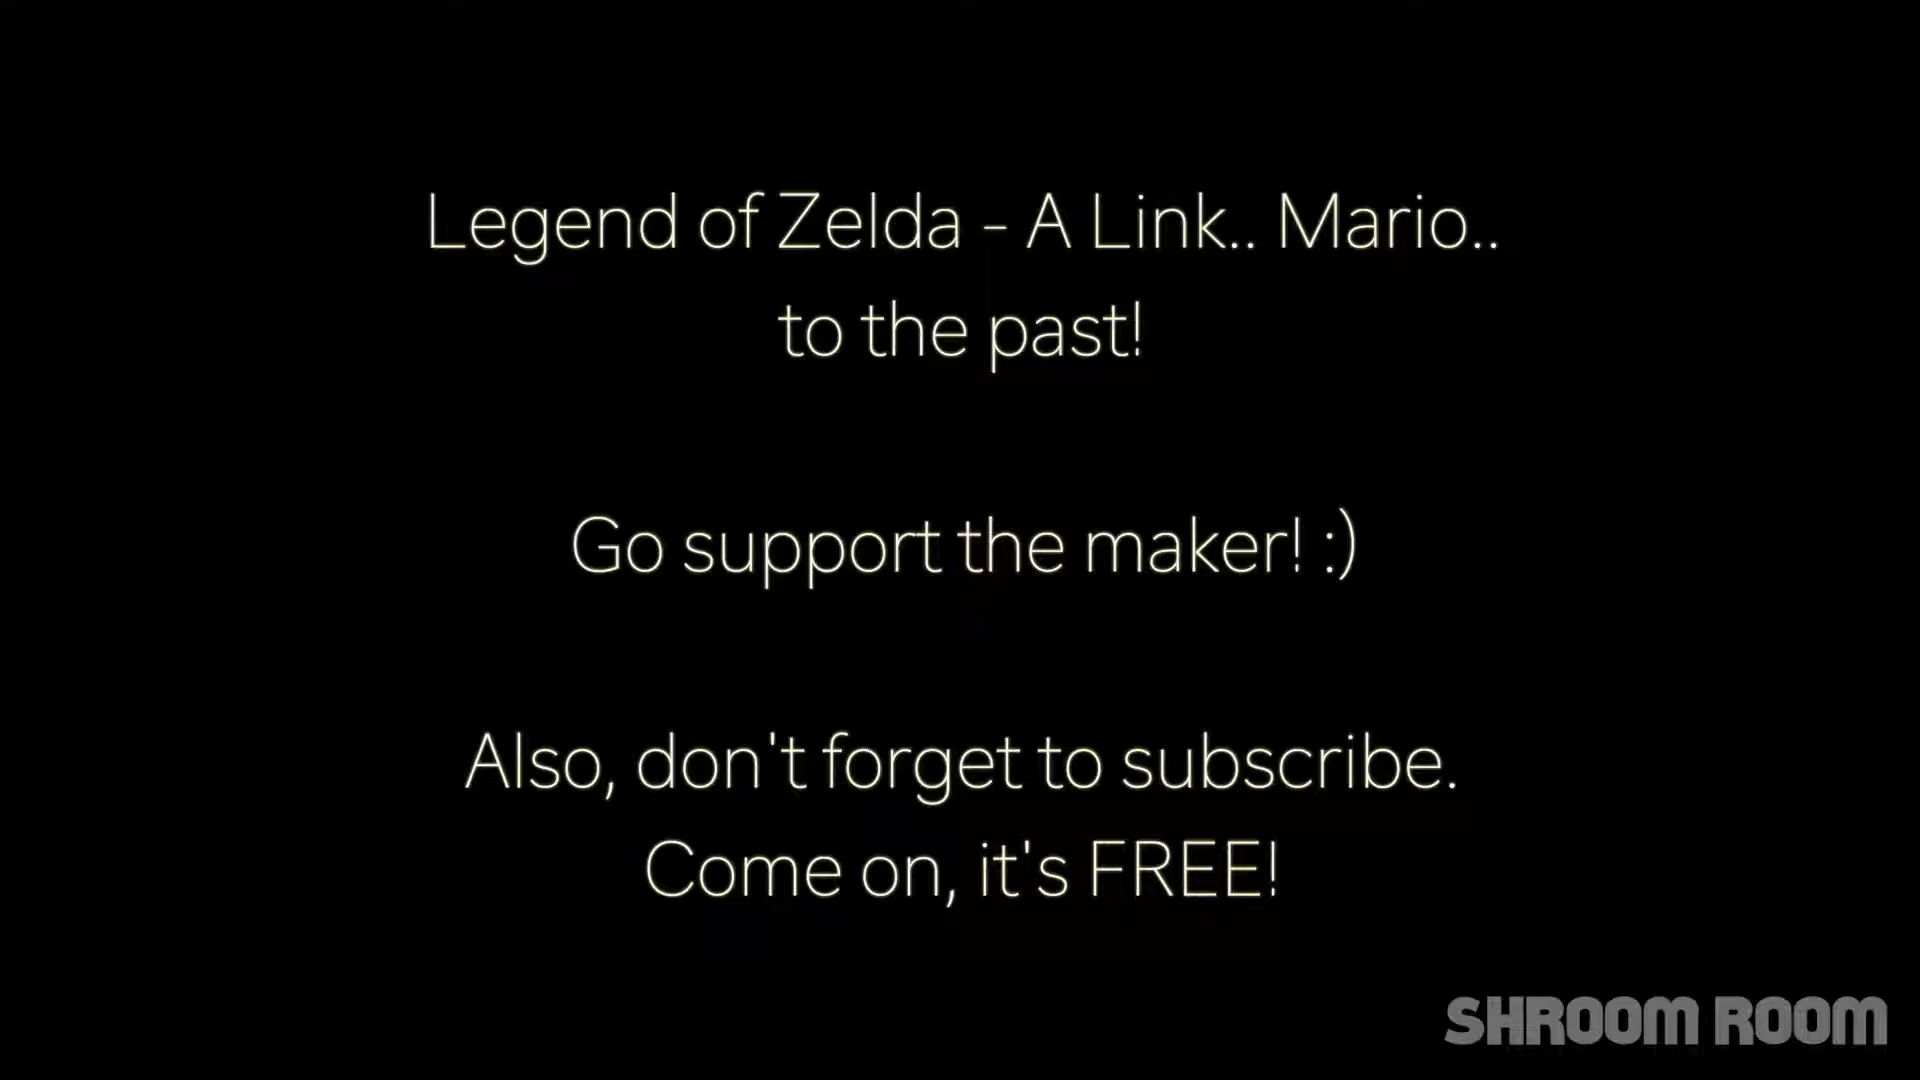 Legend of Zelda - A Link.. Mario..
to the past!
Go support the maker! :)
Also, don't forget to subscribe.
Come on, it's FREE!
SHROOM ROOM